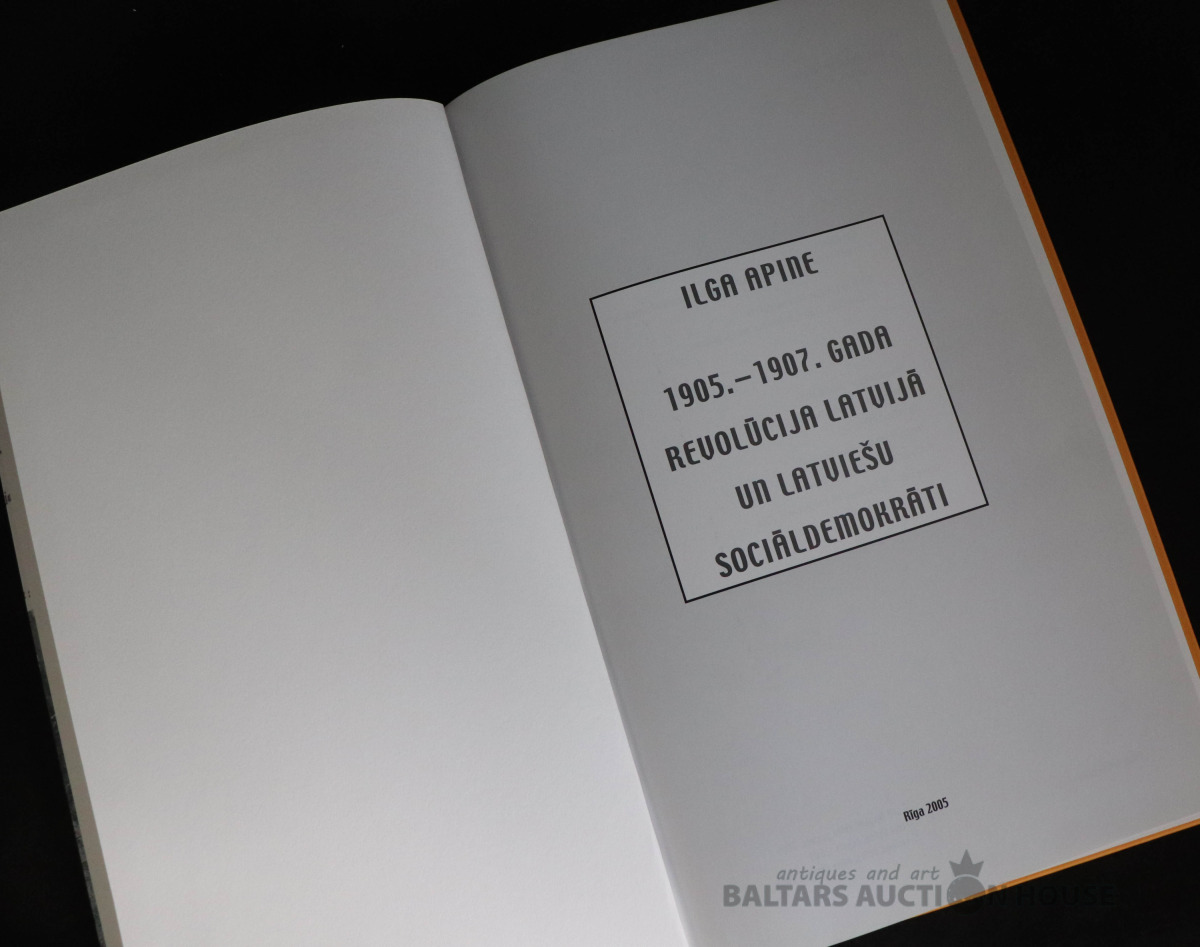 ILGA APINE
1905.–1907. GADA
REVOLŪCIJA LATVIJĀ
UN LATVIEŠU
SOCIĀLDEMOKRĀTI
Rīga 2005
antiques and art
BALTARS AUCTION HOUSE